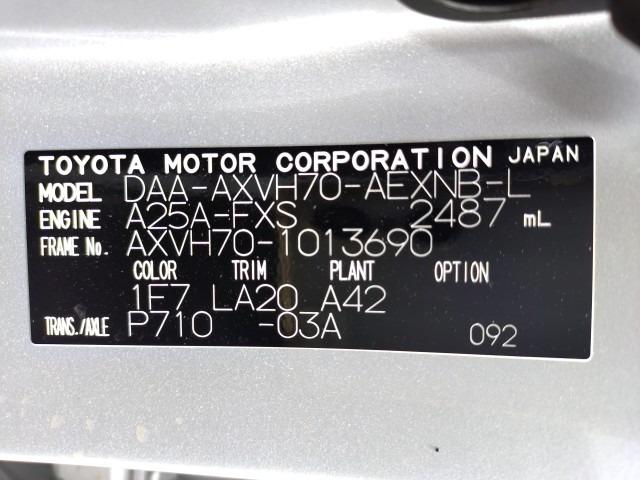 TOYOTA MOTOR CORPORATION JAPAN
MODEL DAA-AXVH70-AEXNB-L
ENGINE A25A-FXS 2487 mL
FRAME No. AXVH70-1013690
COLOR TRIM PLANT OPTION
1F7 LA20 A42
TRANS./AXLE P710 -03A 092